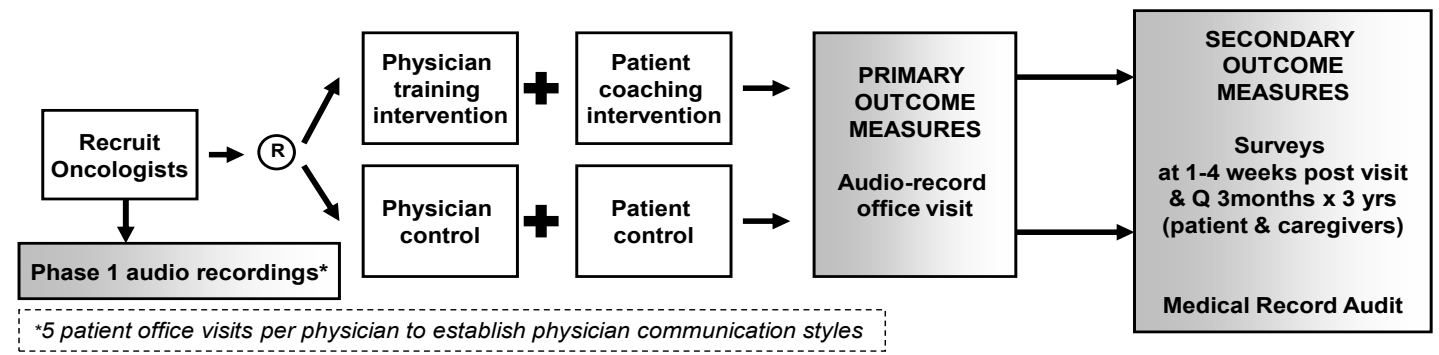 Recruit
Oncologists
Phase 1 audio recordings*
*5 patient office visits per physician to establish physician communication styles
R
Physician
training
intervention
Patient
coaching
intervention
Physician
control
Patient
control
PRIMARY
OUTCOME
MEASURES
Audio-record
office visit
SECONDARY
OUTCOME
MEASURES
Surveys
at 1-4 weeks post visit
& Q 3months x 3 yrs
(patient & caregivers)
Medical Record Audit